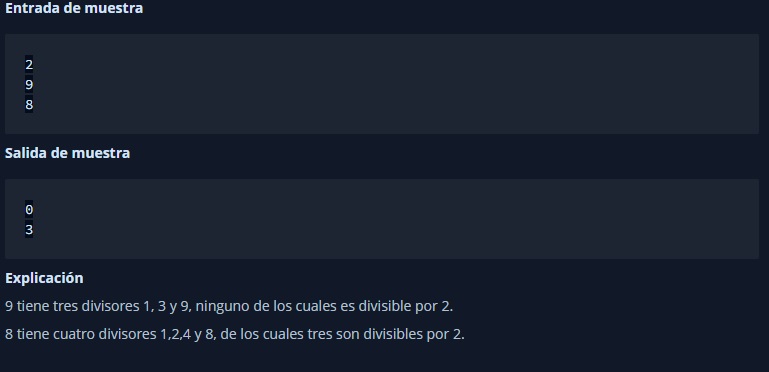 Entrada de muestra
2
9
8
Salida de muestra
0
3
Explicación
9 tiene tres divisores 1, 3 y 9, ninguno de los cuales es divisible por 2.
8 tiene cuatro divisores 1,2,4 y 8, de los cuales tres son divisibles por 2.